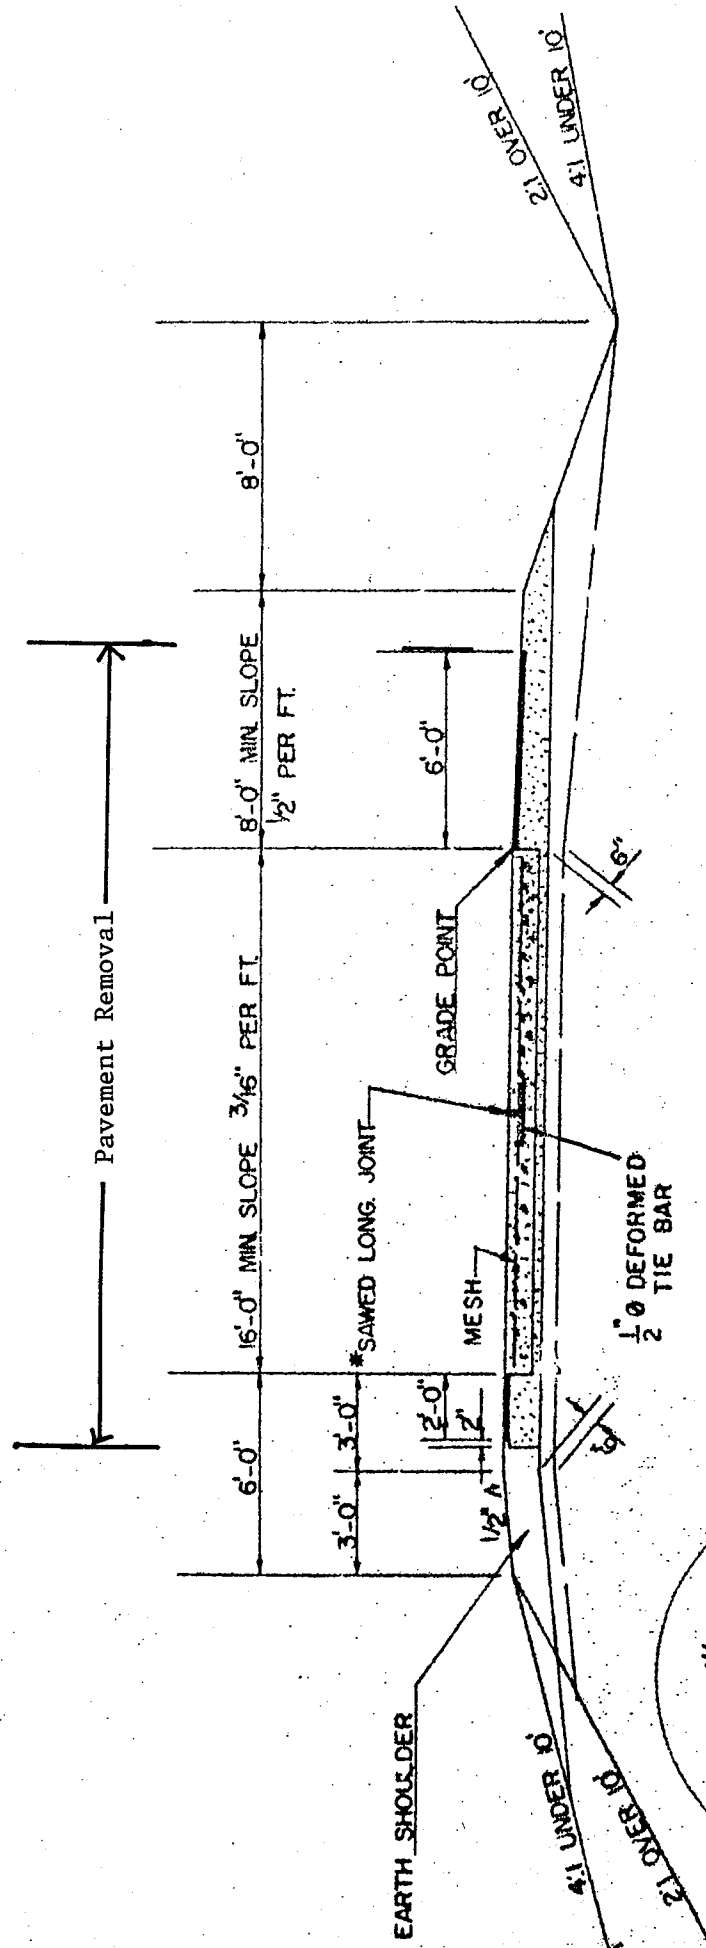 Pavement Removal
6'-0"
16'-0" MIN. SLOPE 3/16" PER FT.
8'-0" MIN. SLOPE
1/2" PER FT.
8'-0"
3'-0"
3'-0"
*SAWED LONG. JOINT
2'-0"
2"
6'-0"
MESH
GRADE POINT
1/2" A
EARTH SHOULDER
4:1 UNDER 10'
2:1 OVER 10'
2:1 OVER 10'
4:1 UNDER 10'
6"
6"
1/2" Ø DEFORMED
TIE BAR